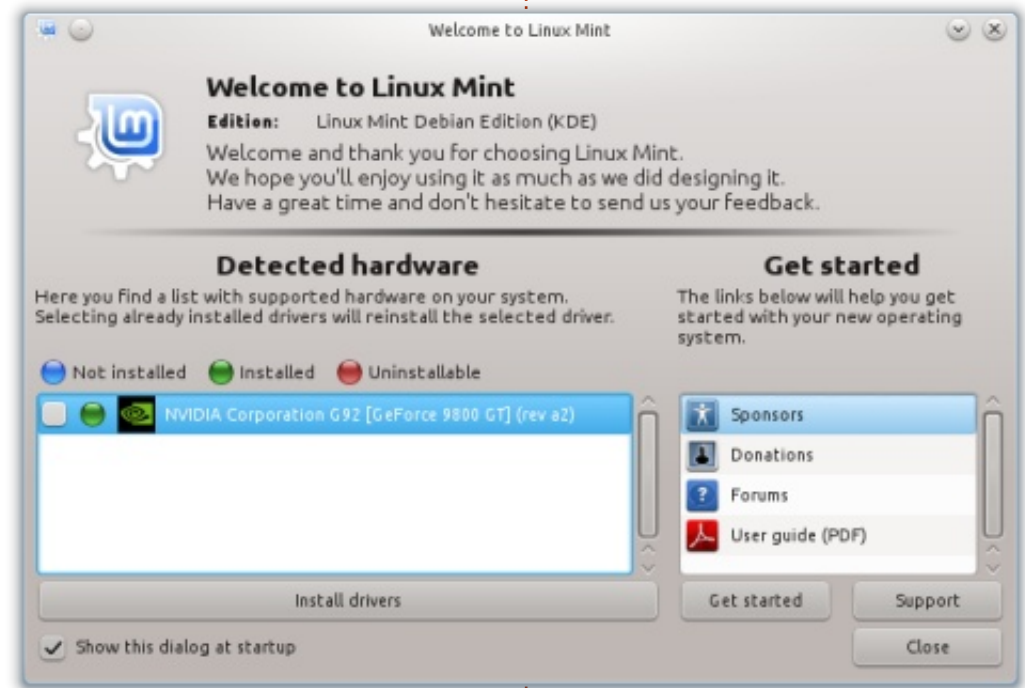 Welcome to Linux Mint
Welcome to Linux Mint
Edition: Linux Mint Debian Edition (KDE)
Welcome and thank you for choosing Linux Mint.
We hope you'll enjoy using it as much as we did designing it.
Have a great time and don't hesitate to send us your feedback.
Detected hardware
Here you find a list with supported hardware on your system.
Selecting already installed drivers will reinstall the selected driver.
Not installed Installed Uninstallable
NVIDIA Corporation G92 [GeForce 9800 GT] (rev a2)
Install drivers
Show this dialog at startup
Get started
The links below will help you get
started with your new operating
system.
Sponsors
Donations
Forums
User guide (PDF)
Get started Support
Close